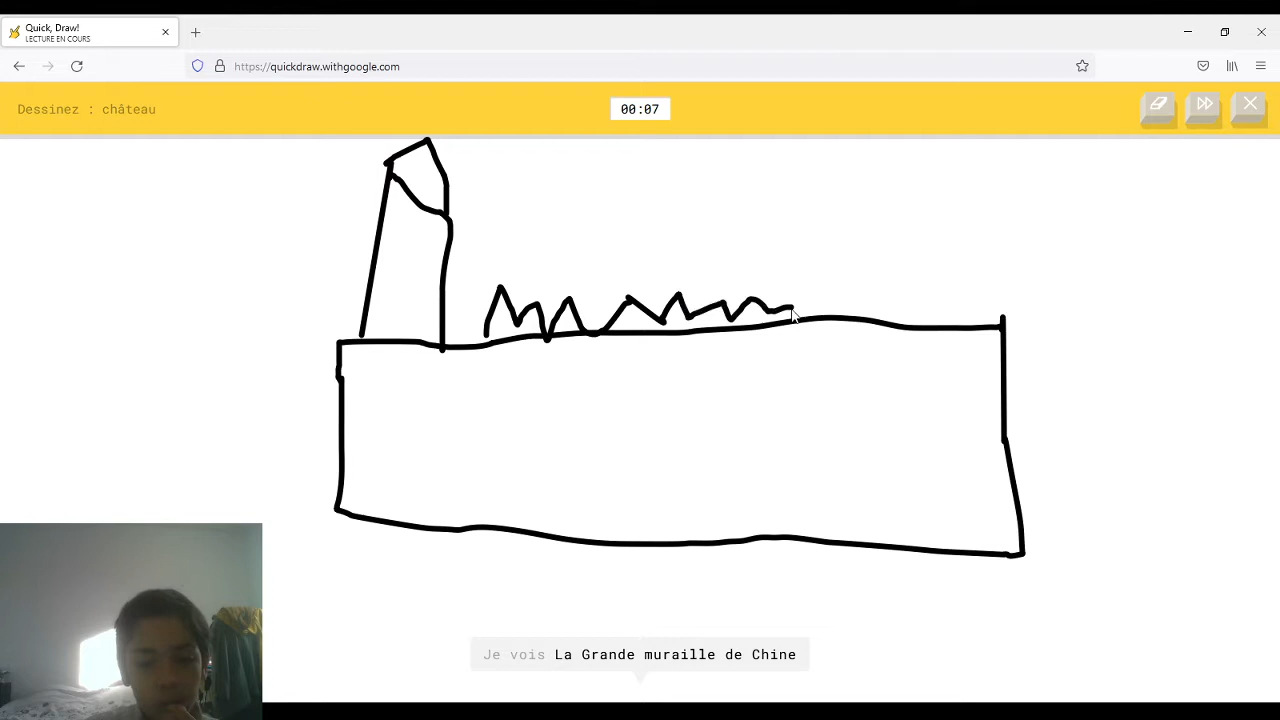 Quick, Draw!
LECTURE EN COURS
https://quickdraw.withgoogle.com
Dessinez : château
00:07
Je vois La Grande muraille de Chine